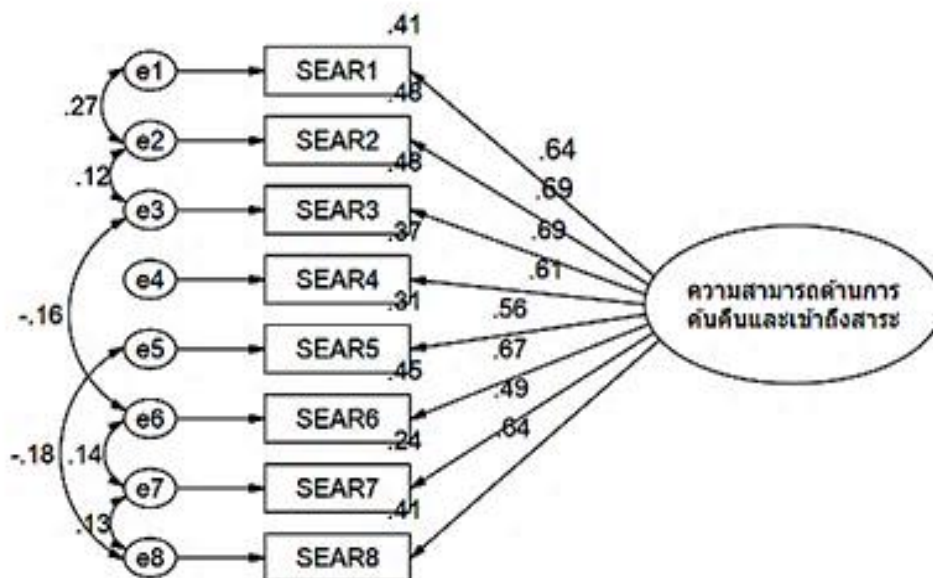 .41
e1
SEAR1
.48
.27
.64
e2
SEAR2
.48
.69
.12
e3
SEAR3
.37
.69
.61
e4
SEAR4
.31
ความสามารถด้านการ
ค้นคืนและเข้าถึงสาระ
-.16
.56
e5
SEAR5
.45
.67
.49
e6
SEAR6
.24
.64
-.18
.14
e7
SEAR7
.41
.13
e8
SEAR8